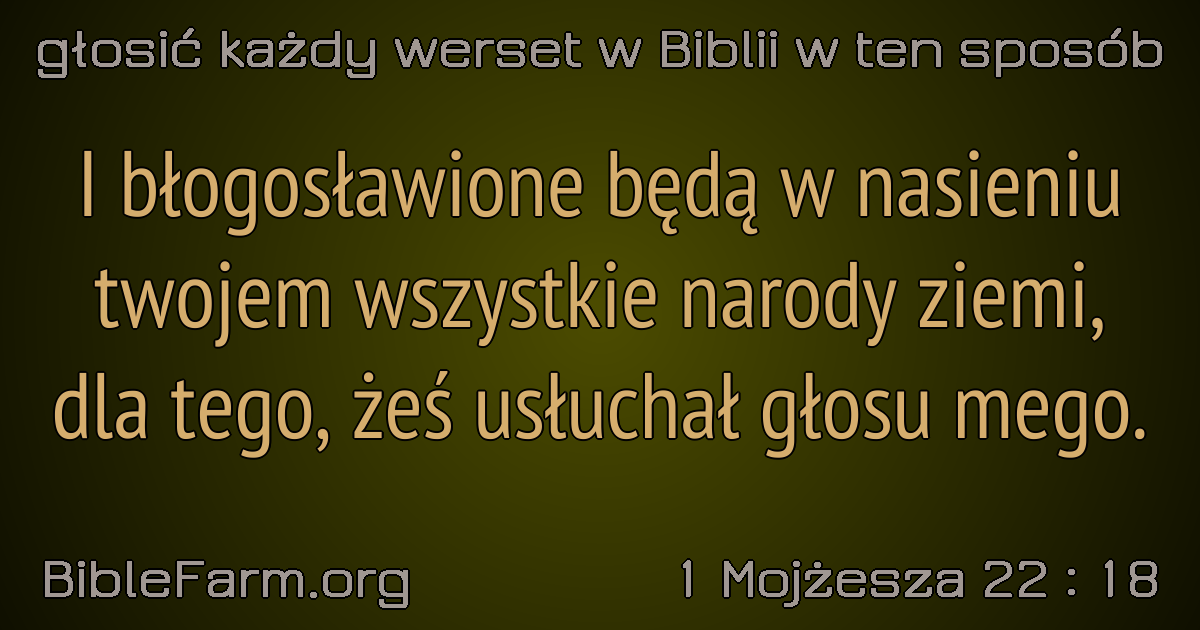 głosić każdy werset w Biblii w ten sposób
I błogosławione będą w nasieniu
twojem wszystkie narody ziemi,
dla tego, żeś usłuchał głosu mego.
BibleFarm.org
1 Mojżesza 22 : 18